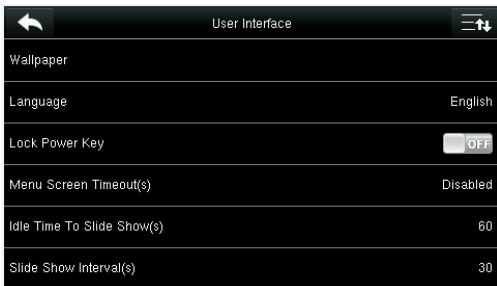 User Interface
Wallpaper
Language English
Lock Power Key OFF
Menu Screen Timeout(s) Disabled
Idle Time To Slide Show(s) 60
Slide Show Interval(s) 30